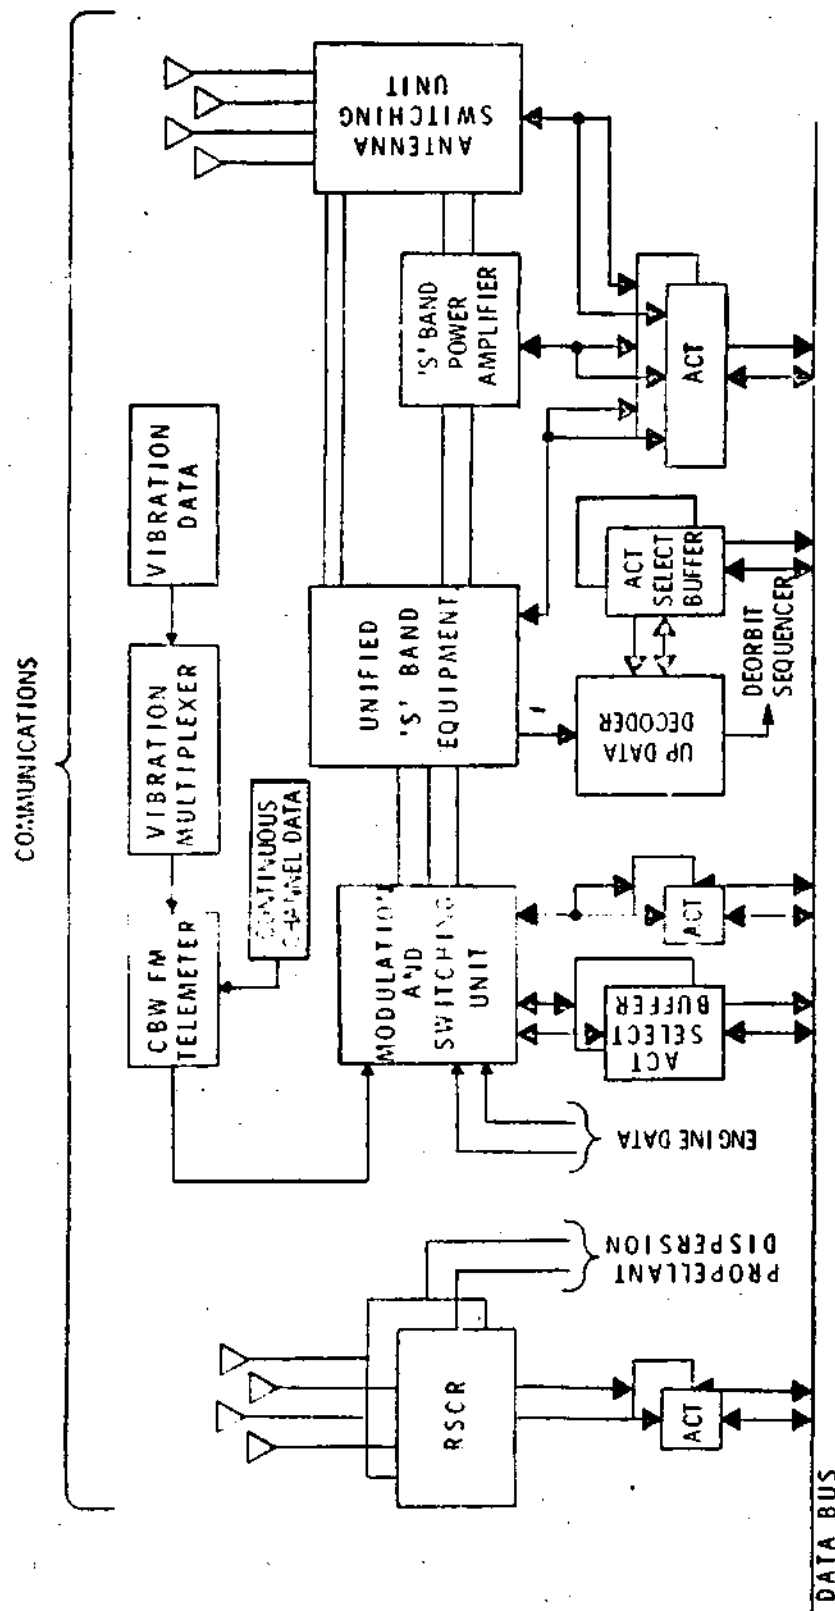 COMMUNICATIONS
VIBRATION
DATA
VIBRATION
MULTIPLEXER
CBW FM
TELEMETER
CONTINUOUS
CHANNEL DATA
ANTENNA
SWITCHING
UNIT
'S' BAND
POWER
AMPLIFIER
UNIFIED
'S' BAND
EQUIPMENT
MODULATION
AND
SWITCHING
UNIT
RSCR
PROPELLANT
DISPERSION
ENGINE DATA
ACT
ACT
SELECT
BUFFER
ACT
UP DATA
DECODER
DEORBIT
SEQUENCER
ACT
SELECT
BUFFER
ACT
DATA BUS